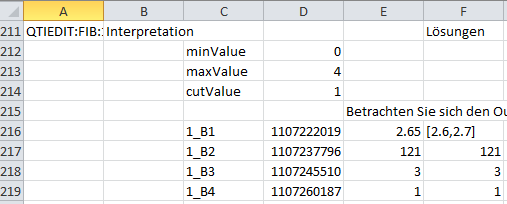 A B C D E F
211 QTIEDIT:FIB: Interpretation Lösungen
212 minValue 0
213 maxValue 4
214 cutValue 1
215 Betrachten Sie sich den
216 1_B1 1107222019 2.65 [2.6,2.7]
217 1_B2 1107237796 121 121
218 1_B3 1107245510 3 3
219 1_B4 1107260187 1 1